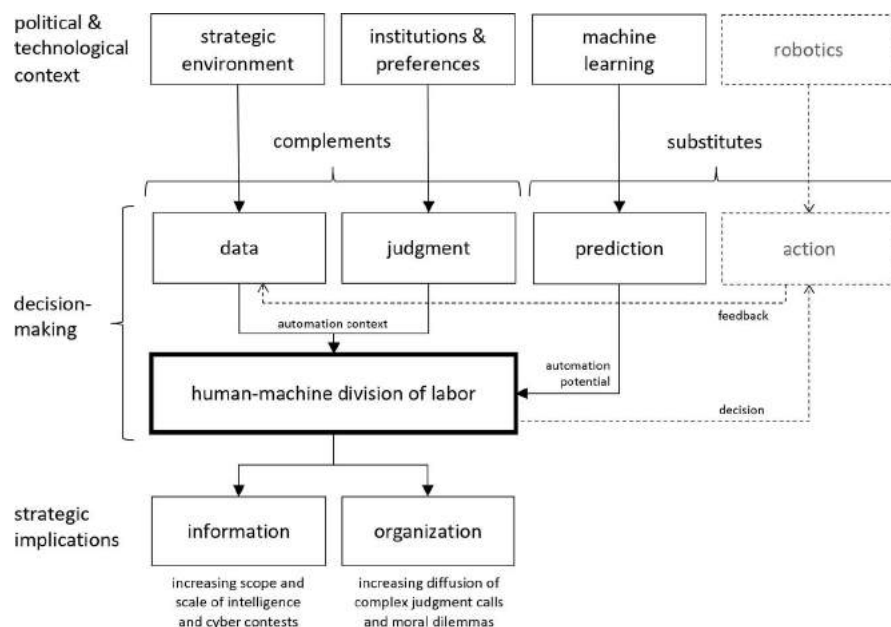 political &
technological
context
strategic
environment
institutions &
preferences
machine
learning
robotics
complements
substitutes
data
judgment
prediction
action
decision-
making
feedback
automation context
automation
potential
human-machine division of labor
decision
strategic
implications
information
organization
increasing scope and
scale of intelligence
and cyber contests
increasing diffusion of
complex judgment calls
and moral dilemmas